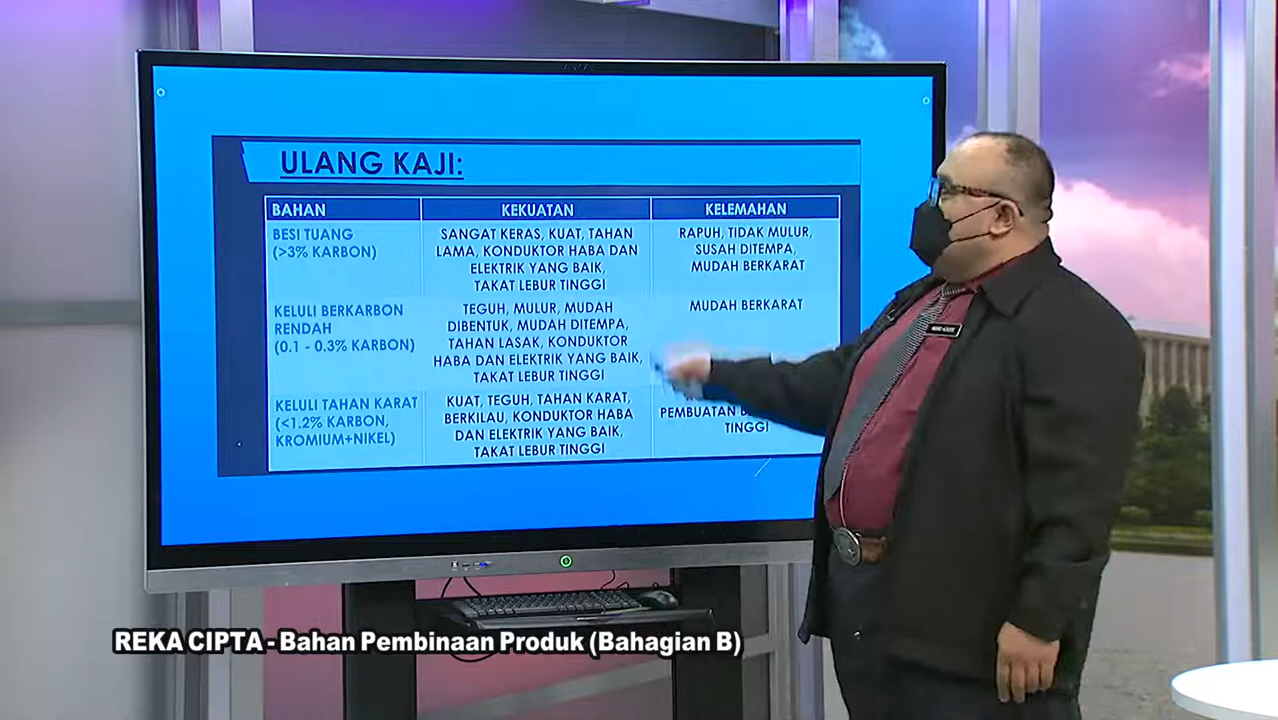 ULANG KAJI:
BAHAN
KEKUATAN
KELEMAHAN
BESI TUANG
(>3% KARBON)
SANGAT KERAS, KUAT, TAHAN
LAMA, KONDUKTOR HABA DAN
ELEKTRIK YANG BAIK,
TAKAT LEBUR TINGGI
RAPUH, TIDAK MULUR,
SUSAH DITEMPA,
MUDAH BERKARAT
KELULI BERKARBON
RENDAH
(0.1 - 0.3% KARBON)
TEGUH, MULUR, MUDAH
DIBENTUK, MUDAH DITEMPA,
TAHAN LASAK, KONDUKTOR
HABA DAN ELEKTRIK YANG BAIK,
TAKAT LEBUR TINGGI
MUDAH BERKARAT
KELULI TAHAN KARAT
(<1.2% KARBON,
KROMIUM+NIKEL)
KUAT, TEGUH, TAHAN KARAT,
BERKILAU, KONDUKTOR HABA
DAN ELEKTRIK YANG BAIK,
TAKAT LEBUR TINGGI
PEMBUATAN
TINGGI
REKA CIPTA - Bahan Pembinaan Produk (Bahagian B)